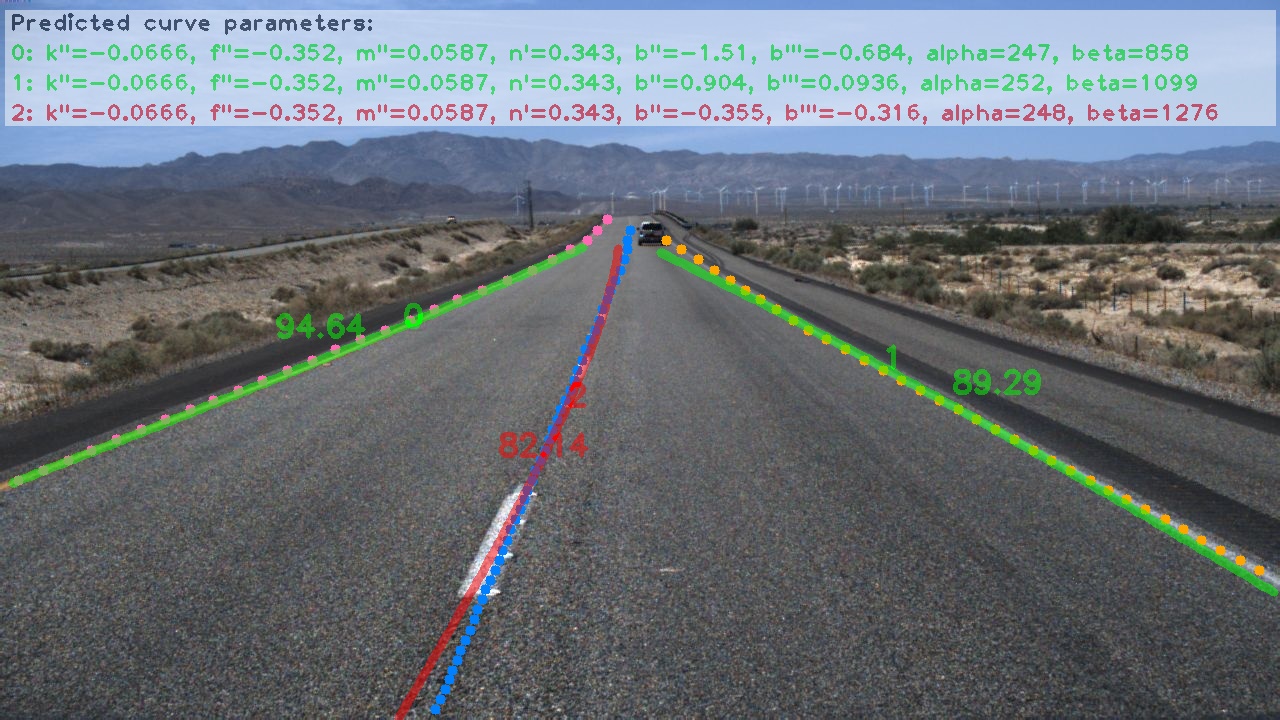 Predicted curve parameters:
0: k''=-0.0666, f''=-0.352, m''=0.0587, n'=0.343, b''=-1.51, b'''=-0.684, alpha=247, beta=858
1: k''=-0.0666, f''=-0.352, m''=0.0587, n'=0.343, b''=0.904, b'''=0.0936, alpha=252, beta=1099
2: k''=-0.0666, f''=-0.352, m''=0.0587, n'=0.343, b''=-0.355, b'''=-0.316, alpha=248, beta=1276
94.64 0
1
89.29
2
82.14